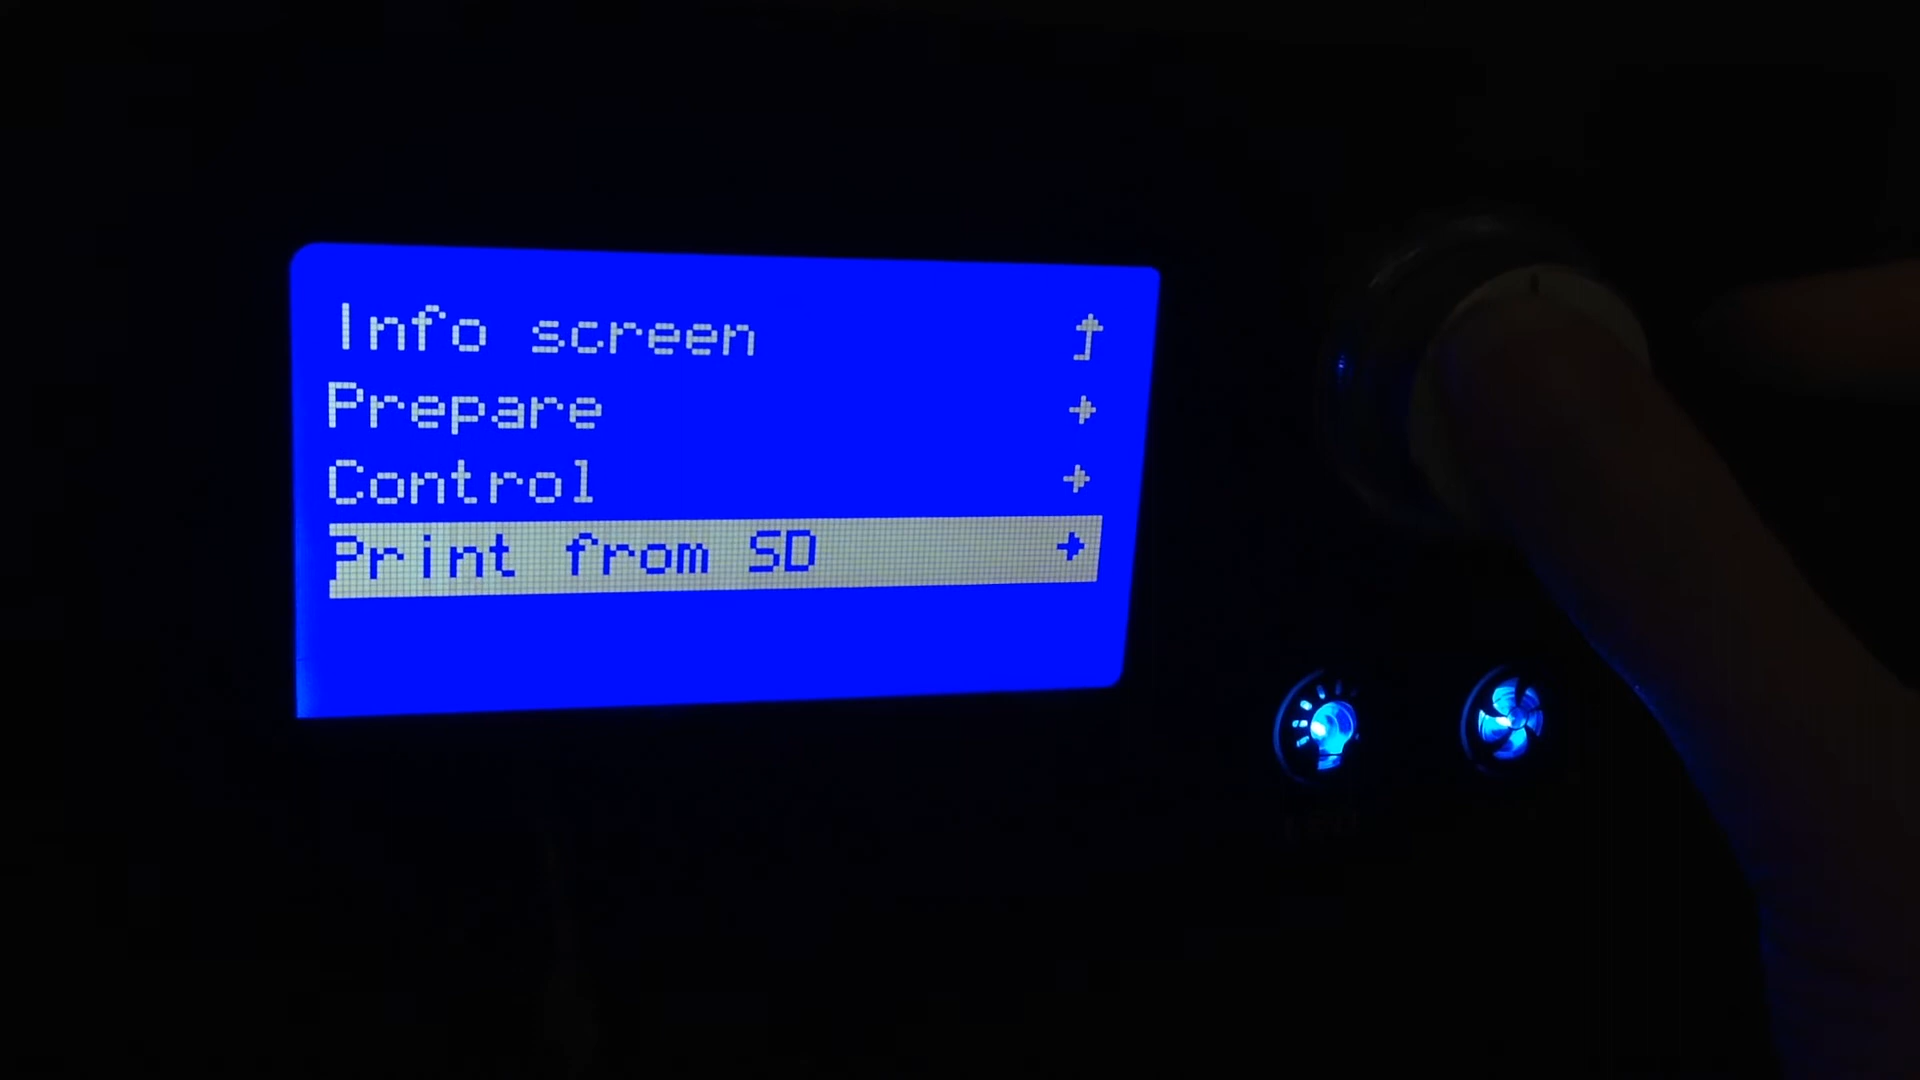 Info screen
Prepare
Control
Print from SD